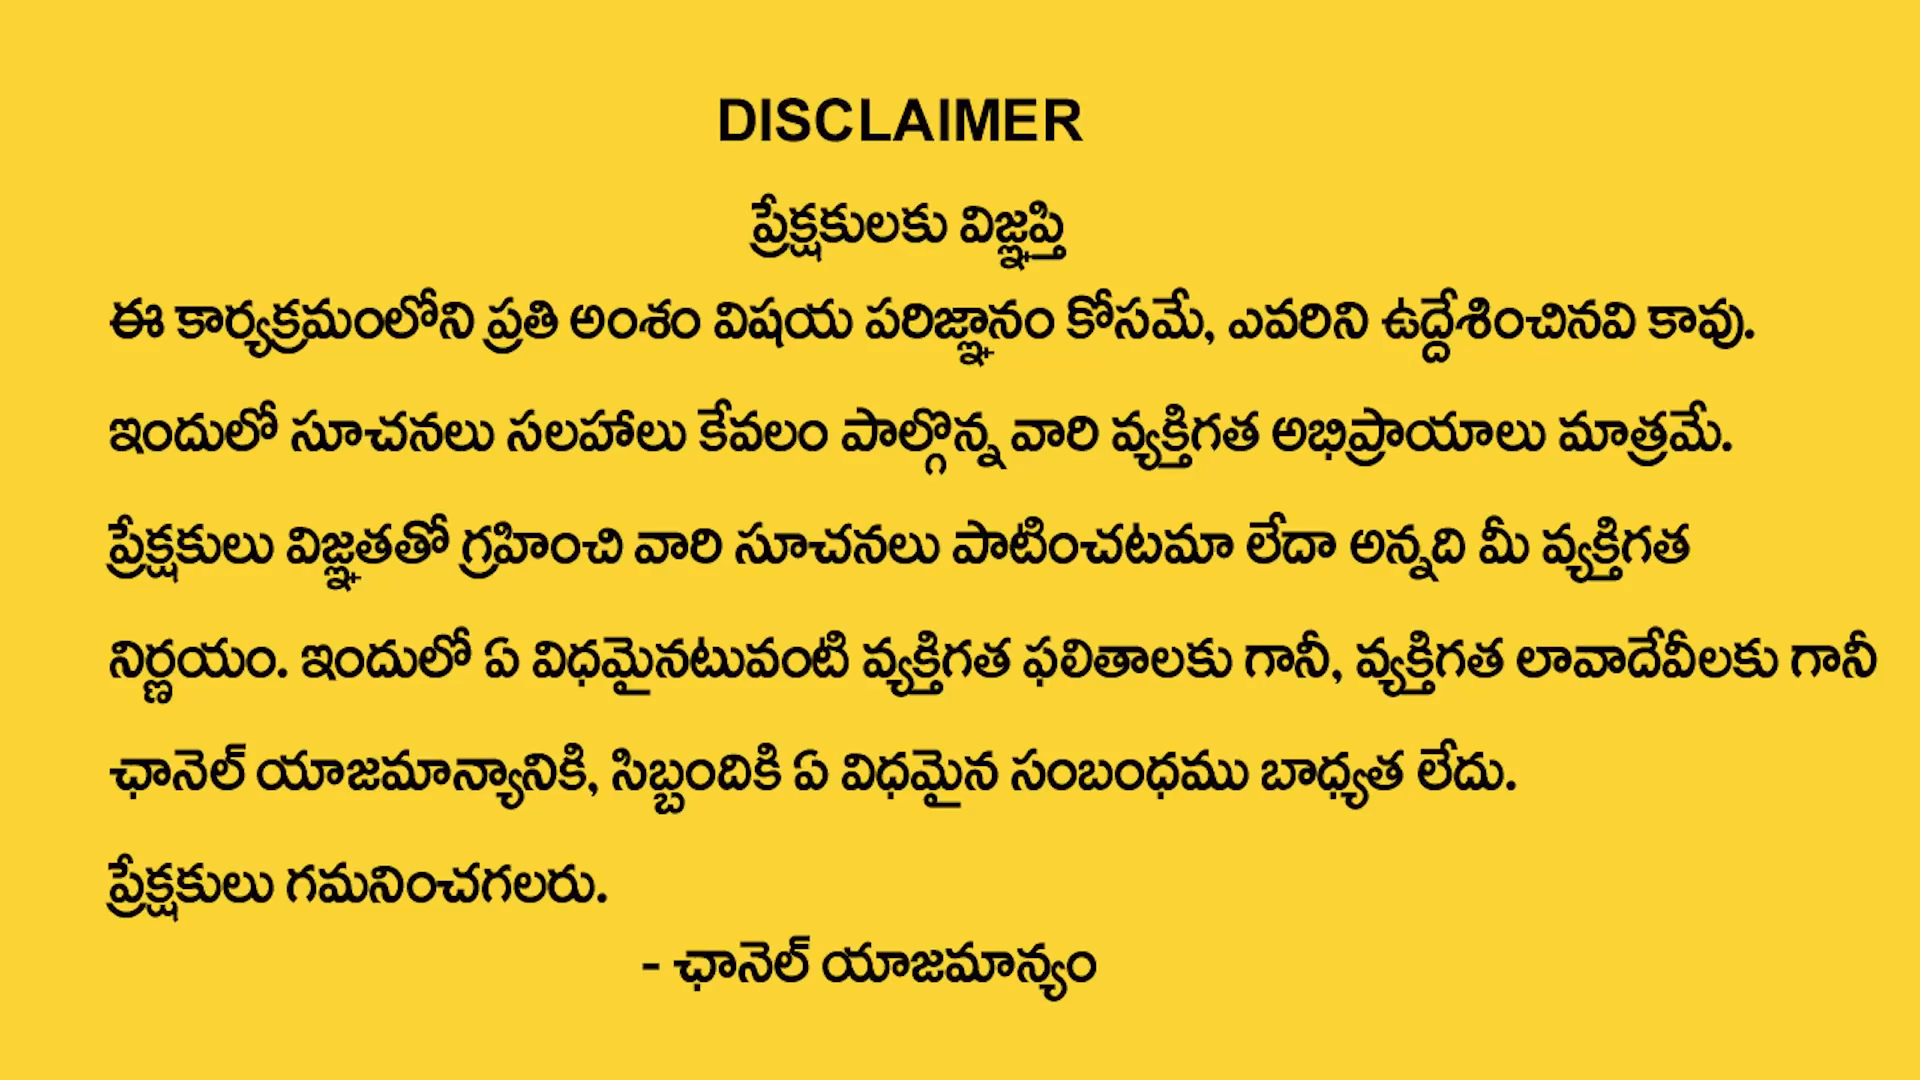 DISCLAIMER
ప్రేక్షకులకు విజ్ఞప్తి
ఈ కార్యక్రమంలోని ప్రతి అంశం విషయ పరిజ్ఞానం కోసమే, ఎవరిని ఉద్దేశించినవి కావు.
ఇందులో సూచనలు సలహాలు కేవలం పాల్గొన్న వారి వ్యక్తిగత అభిప్రాయాలు మాత్రమే.
ప్రేక్షకులు విజ్ఞతతో గ్రహించి వారి సూచనలు పాటించటమా లేదా అన్నది మీ వ్యక్తిగత
నిర్ణయం. ఇందులో ఏ విధమైనటువంటి వ్యక్తిగత ఫలితాలకు గానీ, వ్యక్తిగత లావాదేవీలకు గానీ
ఛానెల్ యాజమాన్యానికి, సిబ్బందికి ఏ విధమైన సంబంధము బాధ్యత లేదు.
ప్రేక్షకులు గమనించగలరు.
- ఛానెల్ యాజమాన్యం